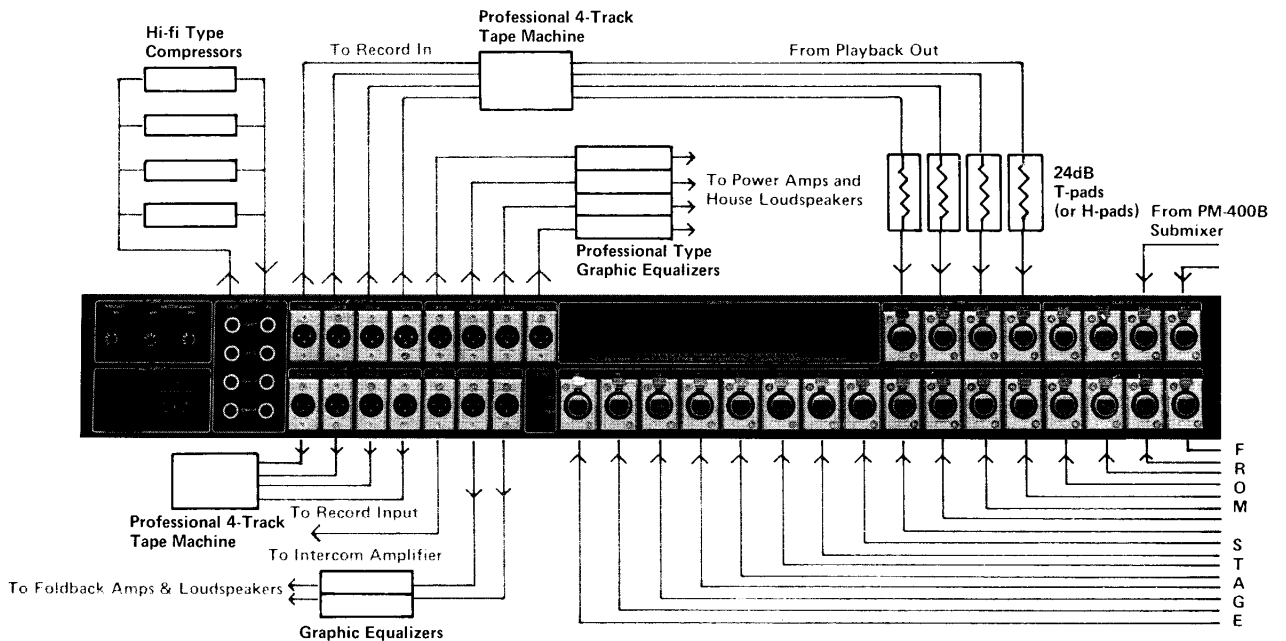 Professional 4-Track
Tape Machine
Hi-fi Type
Compressors
To Record In
From Playback Out
24dB
T-pads
(or H-pads)
From PM-400B
Submixer
To Power Amps and
House Loudspeakers
Professional Type
Graphic Equalizers
Professional 4-Track
Tape Machine
To Record Input
To Intercom Amplifier
To Foldback Amps & Loudspeakers
Graphic Equalizers
F
R
O
M
S
T
A
G
E